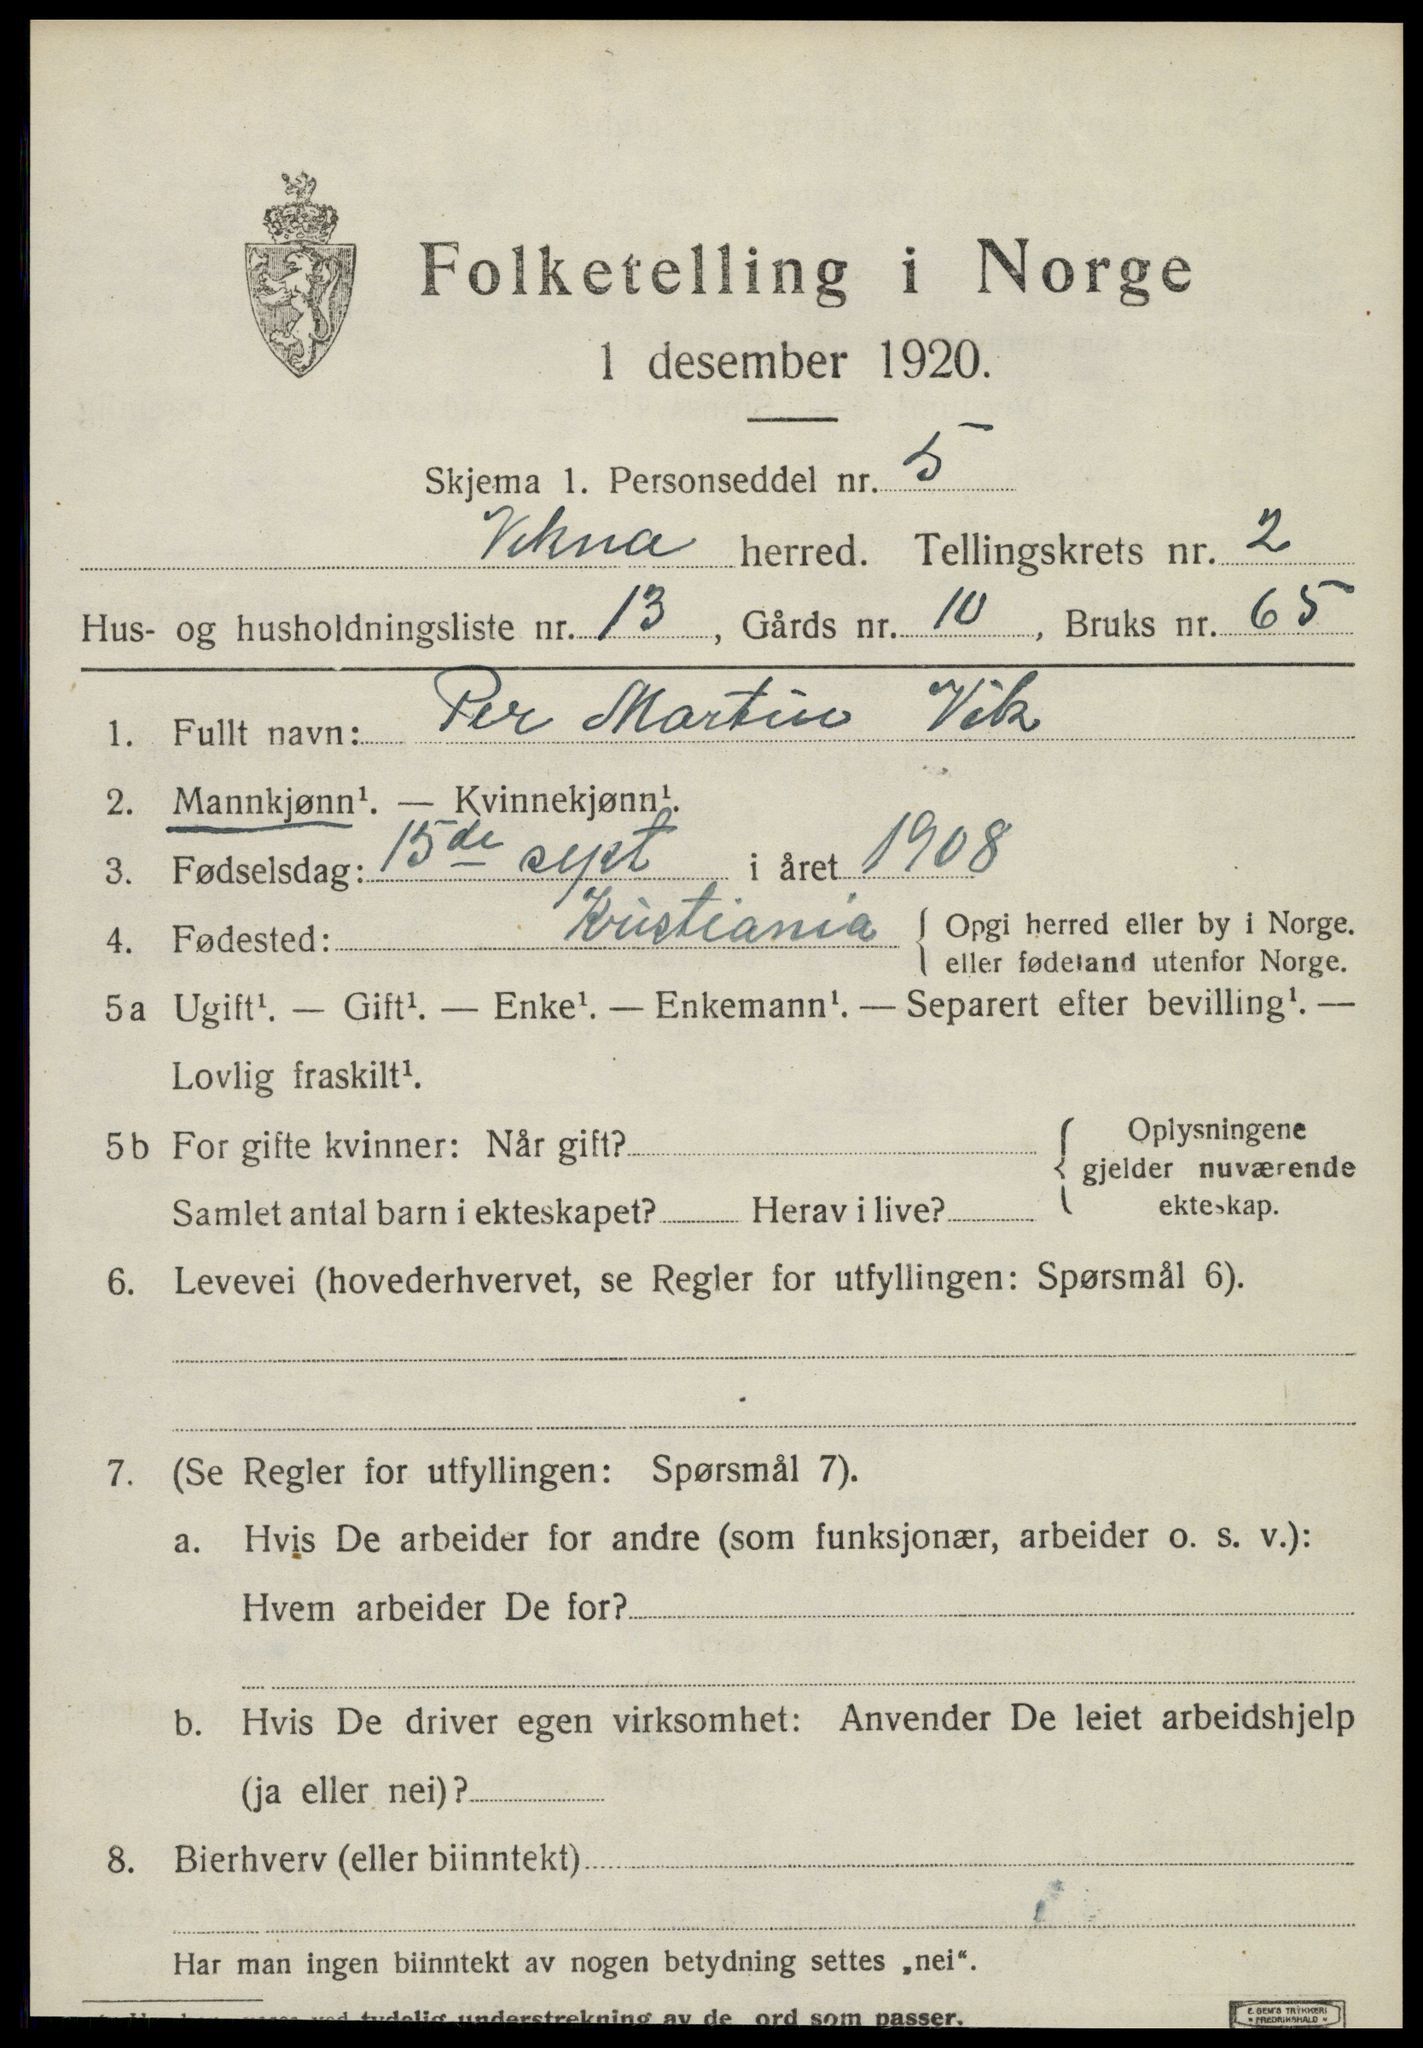 Folketelling i Norge
1 desember 1920.
Skjema 1. Personseddel nr. 5
Vikna herred. Tellingskrets nr. 2
Hus- og husholdningsliste nr. 13, Gårds nr. 10, Bruks nr. 65
1. Fullt navn: Per Martin Vik
2. Mannkjønn¹. — Kvinnekjønn¹.
3. Fødselsdag: 15de sept i året 1908
4. Fødested: Kristiania { Opgi herred eller by i Norge.
eller fødeland utenfor Norge.
5a Ugift¹. — Gift¹. — Enke¹. — Enkemann¹. — Separert efter bevilling¹. —
Lovlig fraskilt¹.
5b For gifte kvinner: Når gift? { Oplysningene
gjelder nuværende
Samlet antal barn i ekteskapet? Herav i live? ekteskap.
6. Levevei (hovederhvervet, se Regler for utfyllingen: Spørsmål 6).
7. (Se Regler for utfyllingen: Spørsmål 7).
a. Hvis De arbeider for andre (som funksjonær, arbeider o. s. v.):
Hvem arbeider De for?
b. Hvis De driver egen virksomhet: Anvender De leiet arbeidshjelp
(ja eller nei)?
8. Bierhverv (eller biinntekt)
Har man ingen biinntekt av nogen betydning settes „nei“.
ved tydelig understrekning av de ord som passer.
E. SEM'S TRYKKERI
FREDRIKSHALD